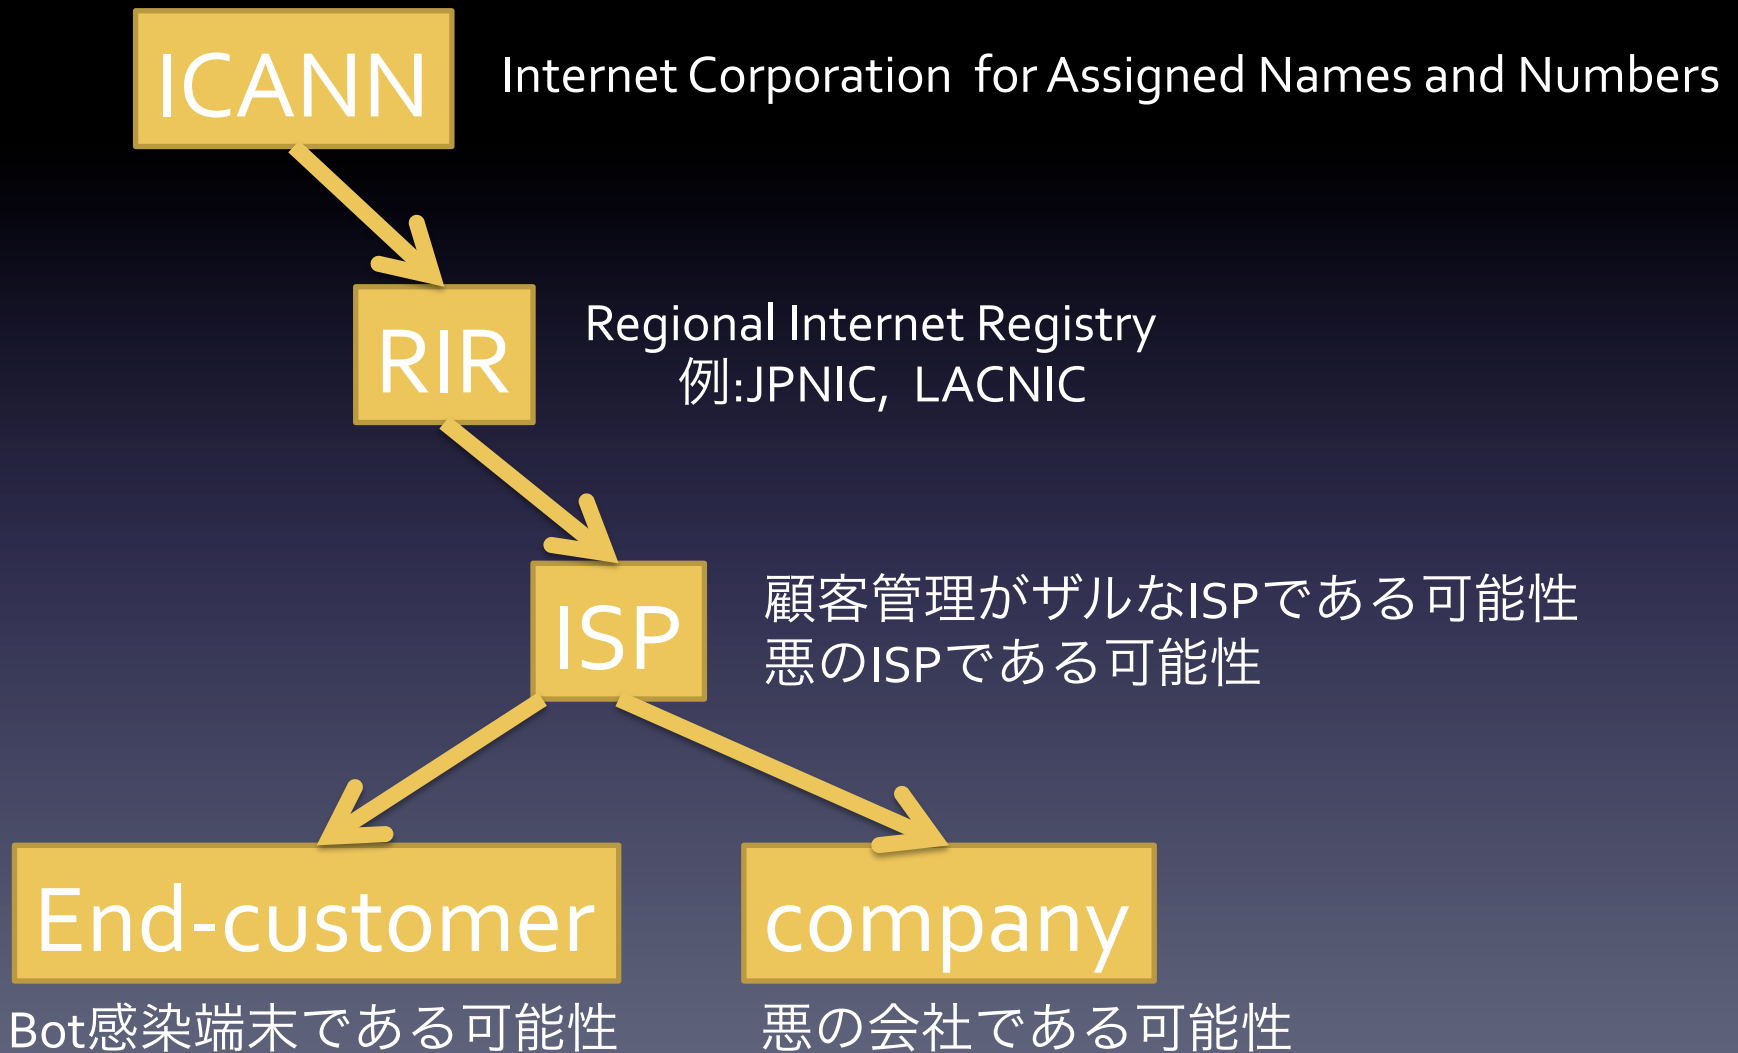 ICANN
Internet Corporation for Assigned Names and Numbers
RIR
Regional Internet Registry
例:JPNIC, LACNIC
ISP
顧客管理がザルなISPである可能性
悪のISPである可能性
End-customer
company
Bot感染端末である可能性
悪の会社である可能性